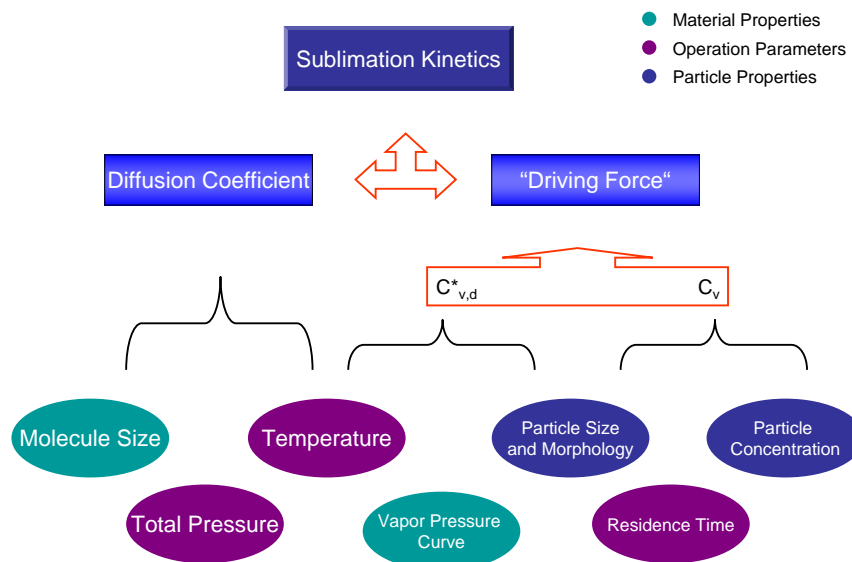 Material Properties
Operation Parameters
Particle Properties
Sublimation Kinetics
Diffusion Coefficient
“Driving Force“
C*v,d
Cv
Molecule Size
Temperature
Particle Size
and Morphology
Particle
Concentration
Total Pressure
Vapor Pressure
Curve
Residence Time